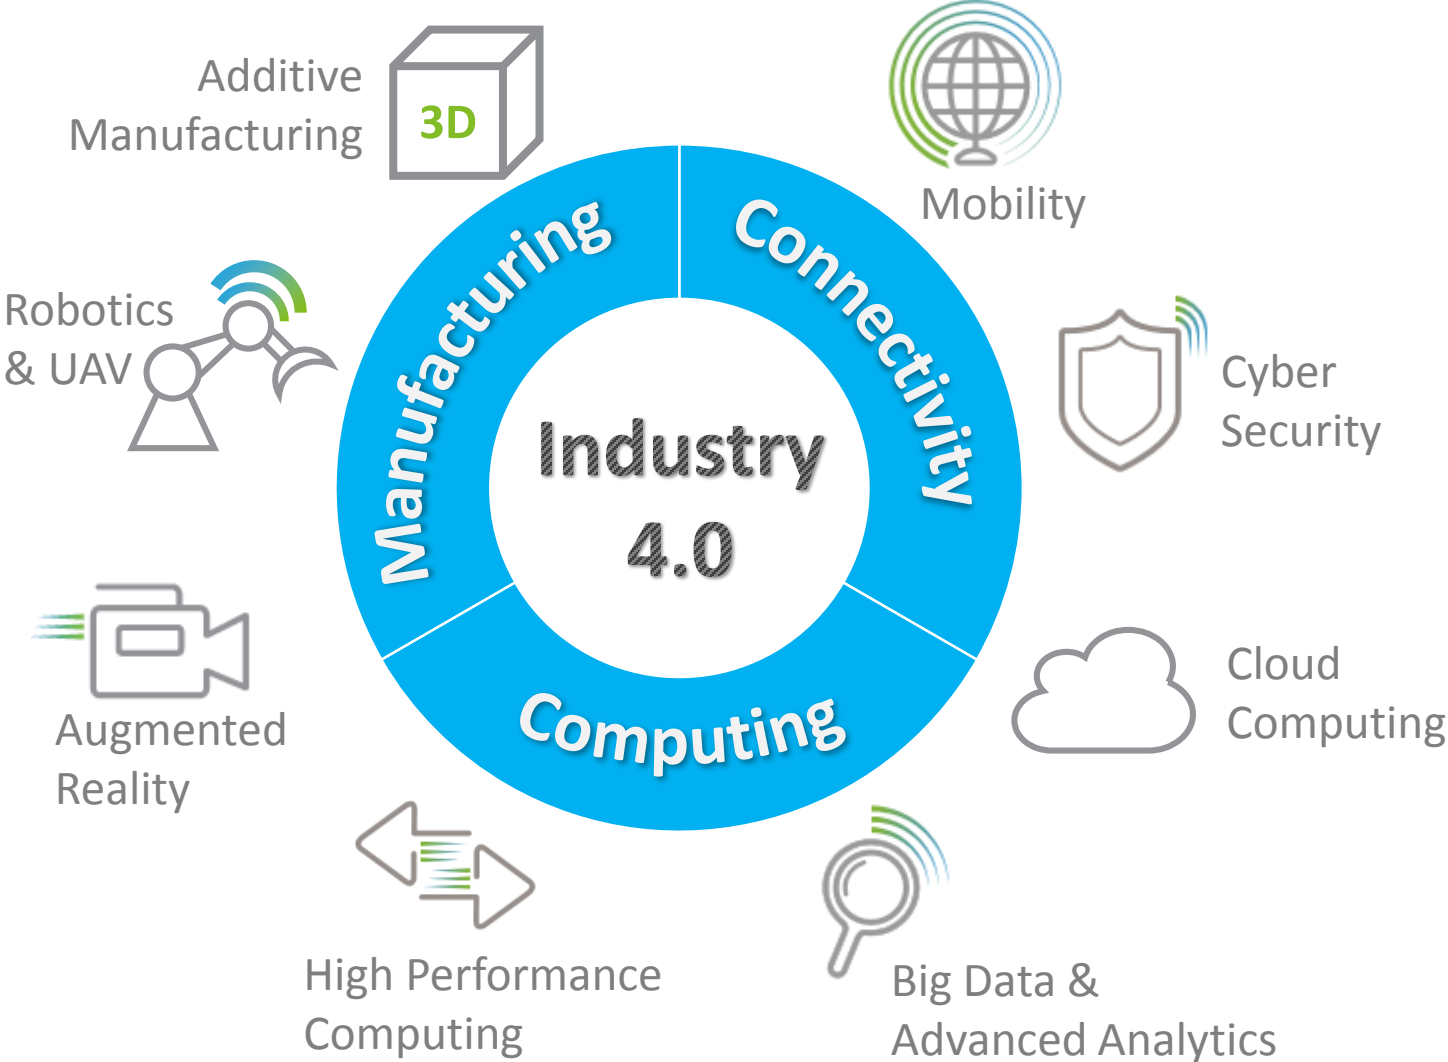 Additive
Manufacturing
3D
Mobility
Robotics
& UAV
Manufacturing
Connectivity
Cyber
Security
Industry
4.0
Augmented
Reality
Computing
Cloud
Computing
High Performance
Computing
Big Data &
Advanced Analytics